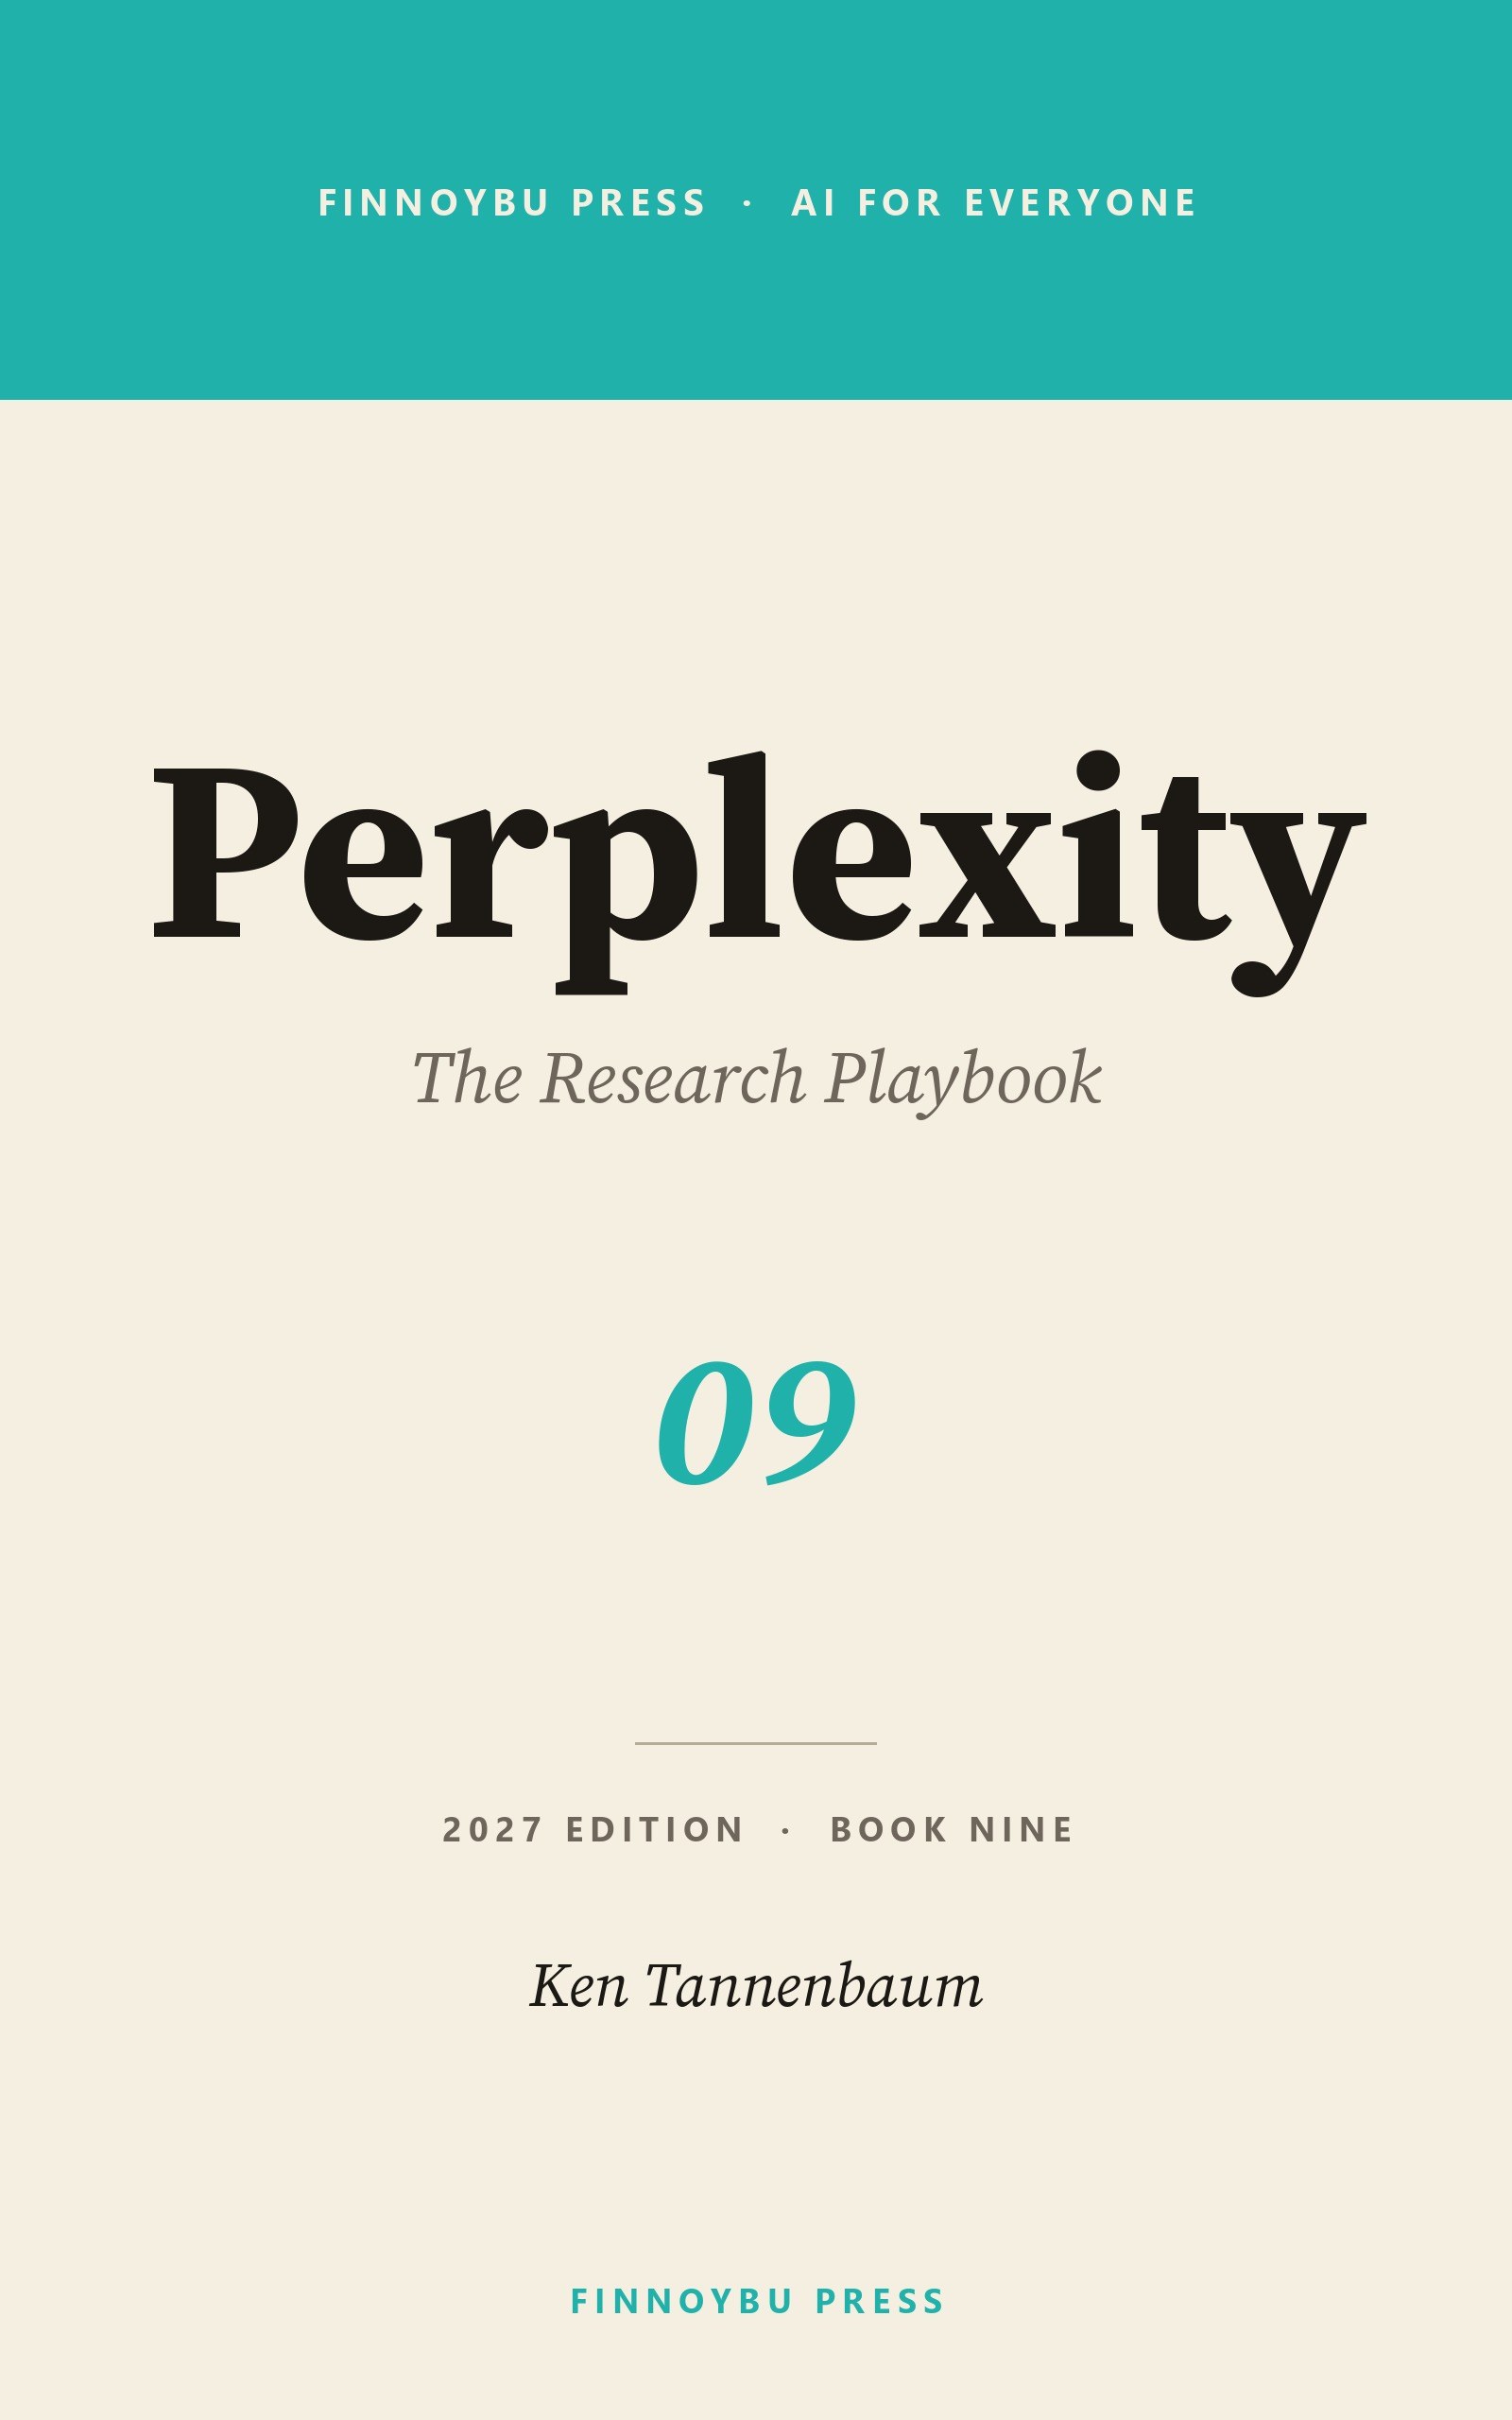 FINNOYBU PRESS · AI FOR EVERYONE
Perplexity
The Research Playbook
09
2027 EDITION · BOOK NINE
Ken Tannenbaum
FINNOYBU PRESS